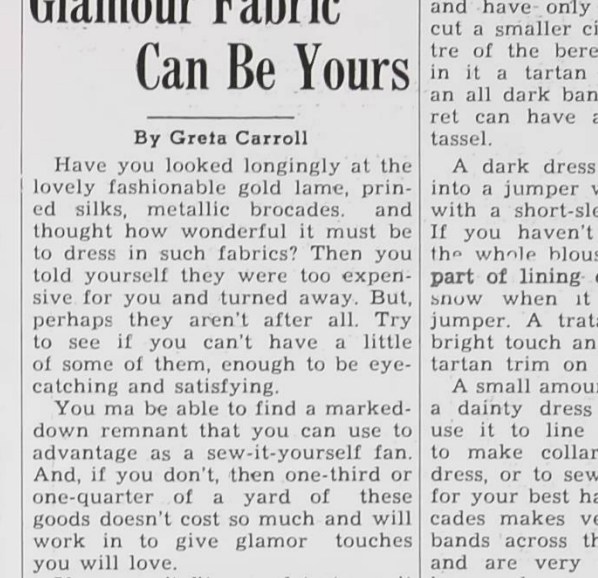 Glamour Fabric
Can Be Yours
By Greta Carroll
Have you looked longingly at the
lovely fashionable gold lame, prin-
ed silks, metallic brocades. and
thought how wonderful it must be
to dress in such fabrics? Then you
told yourself they were too expen-
sive for you and turned away. But,
perhaps they aren't after all. Try
to see if you can't have a little
of some of them, enough to be eye-
catching and satisfying.
You ma be able to find a marked-
down remnant that you can use to
advantage as a sew-it-yourself fan.
And, if you don't, then one-third or
one-quarter of a yard of these
goods doesn't cost so much and will
work in to give glamor touches
you will love.
and have only
cut a smaller
tre of the bere
in it a tartan
an all dark ban
ret can have
tassel.
A dark dress
into a jumper
with a short-sle
If you haven't
the whole blous
part of lining
snow when it
jumper. A trata
bright touch an
tartan trim on
A small amoun
a dainty dress
use it to line
to make collar
dress, or to sew
for your best ha
cades makes ve
bands across th
and are very